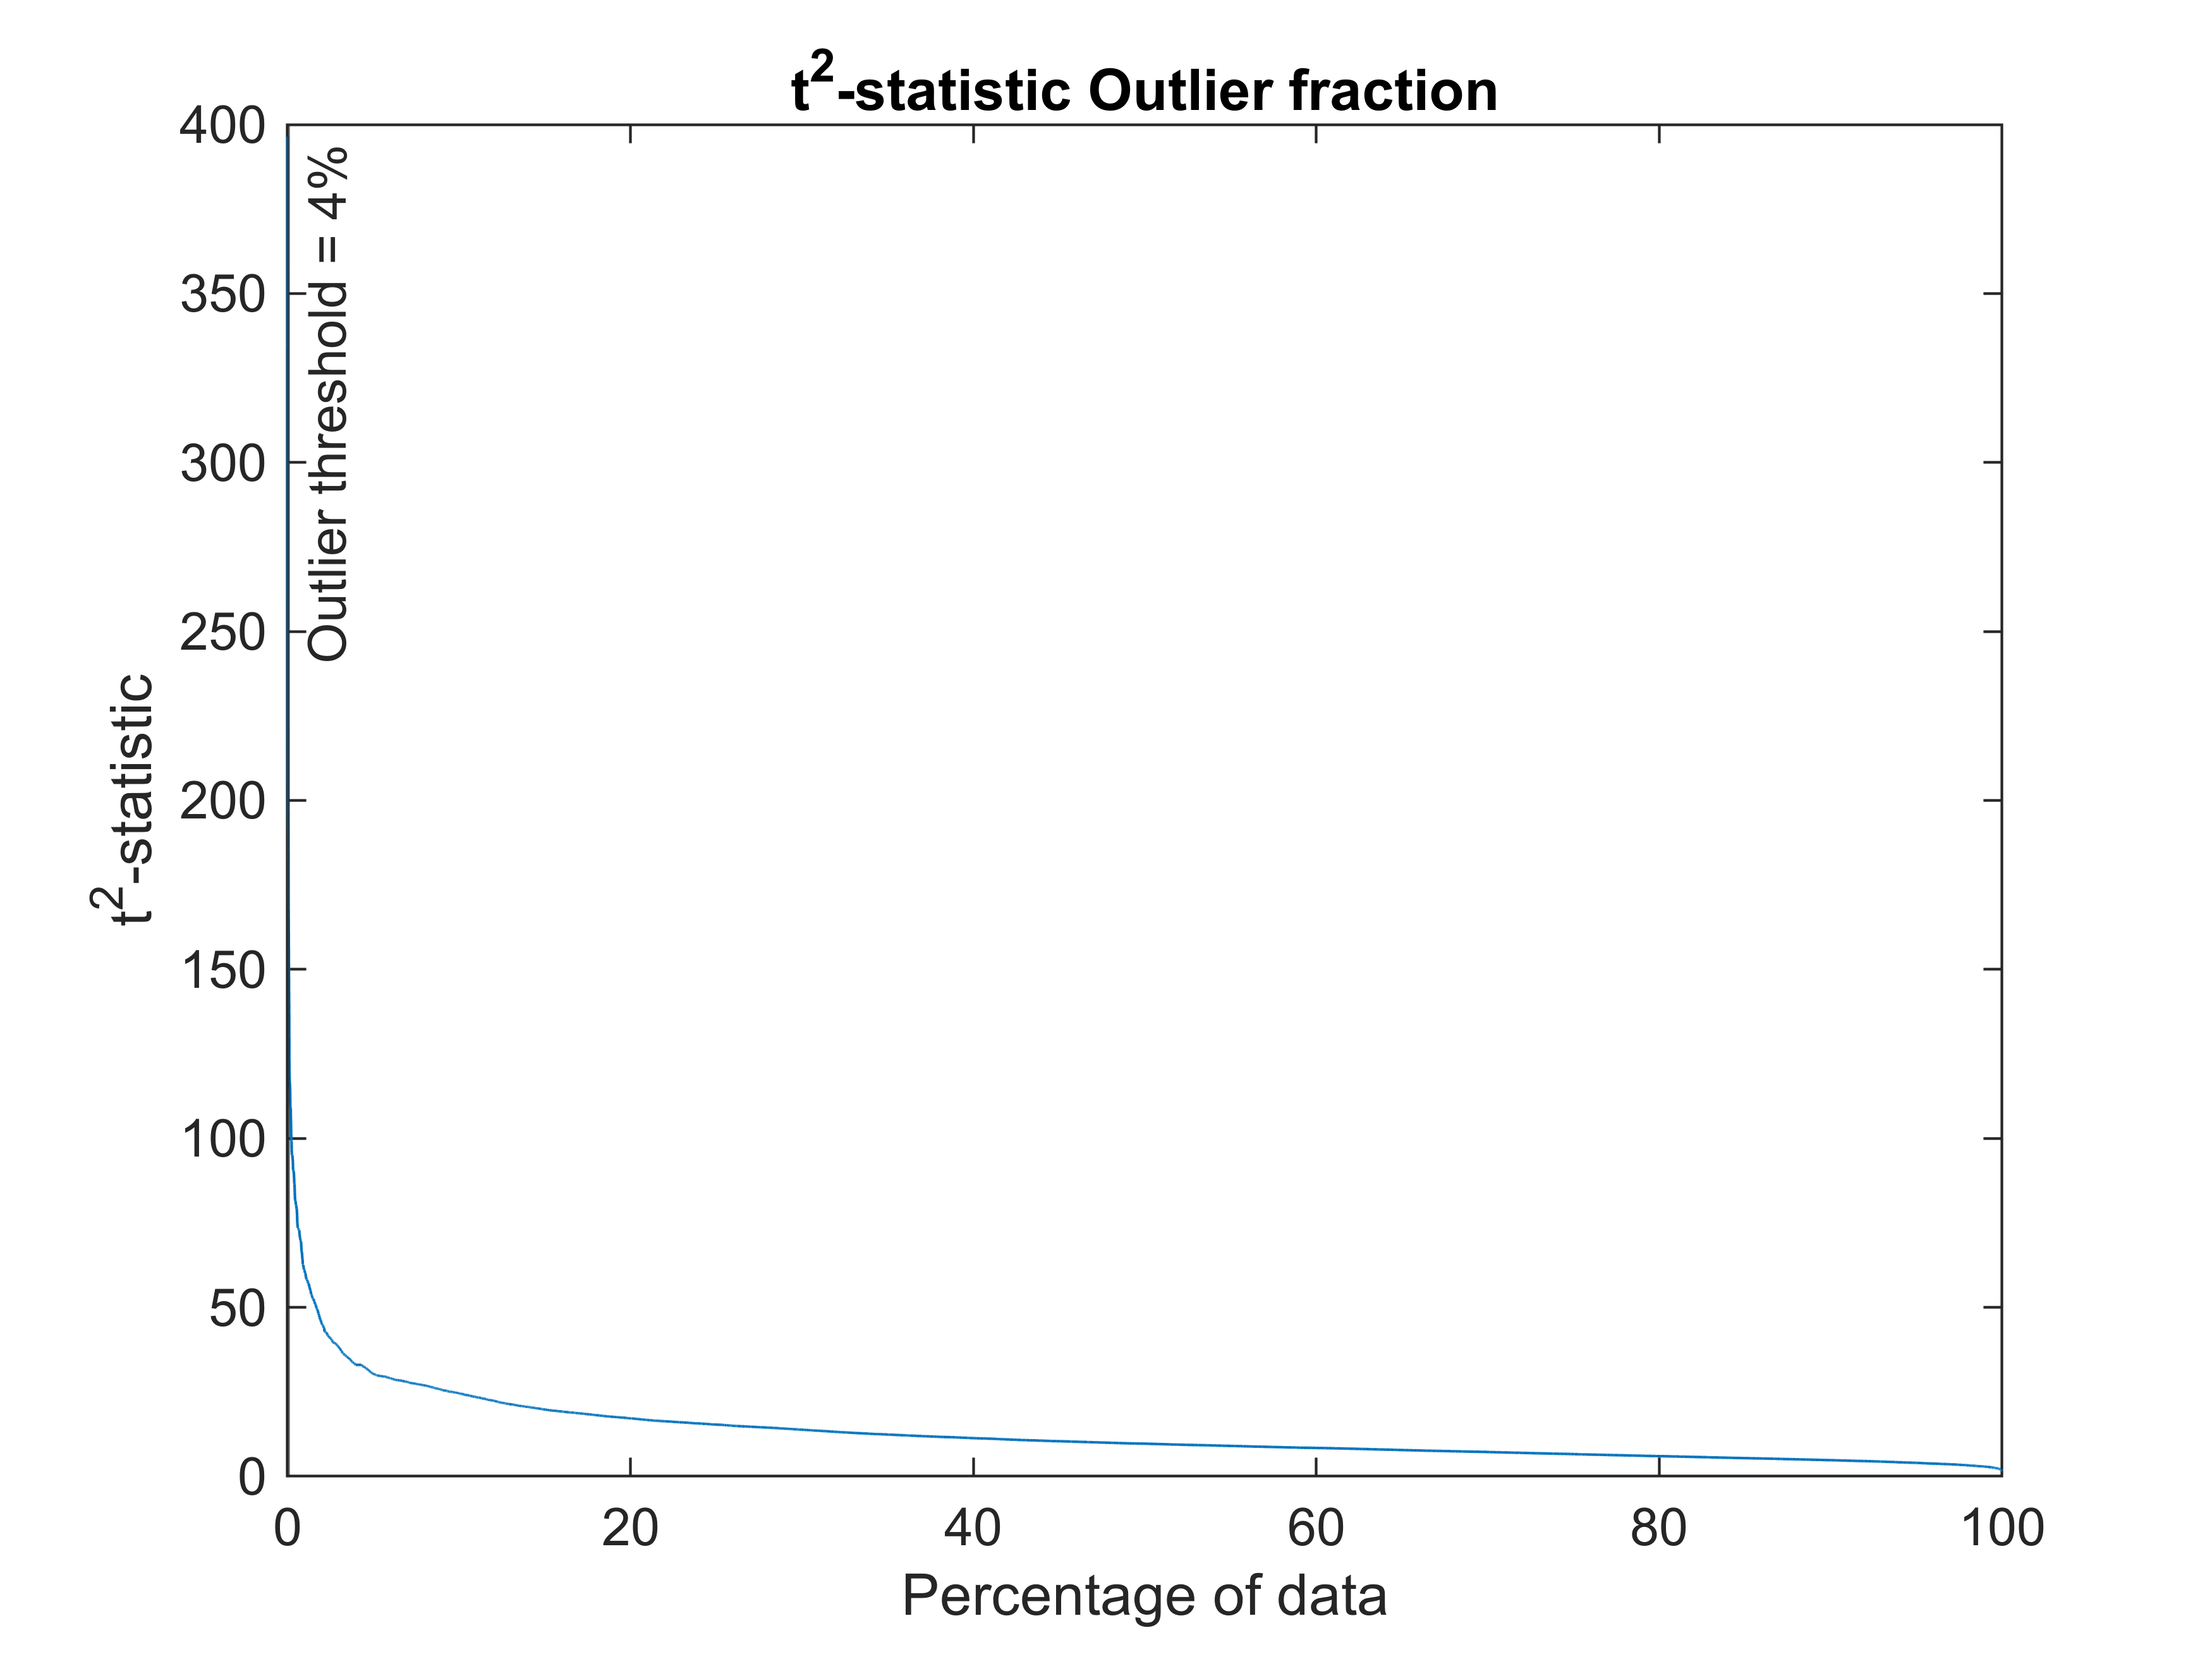 t²-statistic Outlier fraction
400
350
300
250
200
150
100
50
0
Outlier threshold = 4%
t²-statistic
0 20 40 60 80 100
Percentage of data